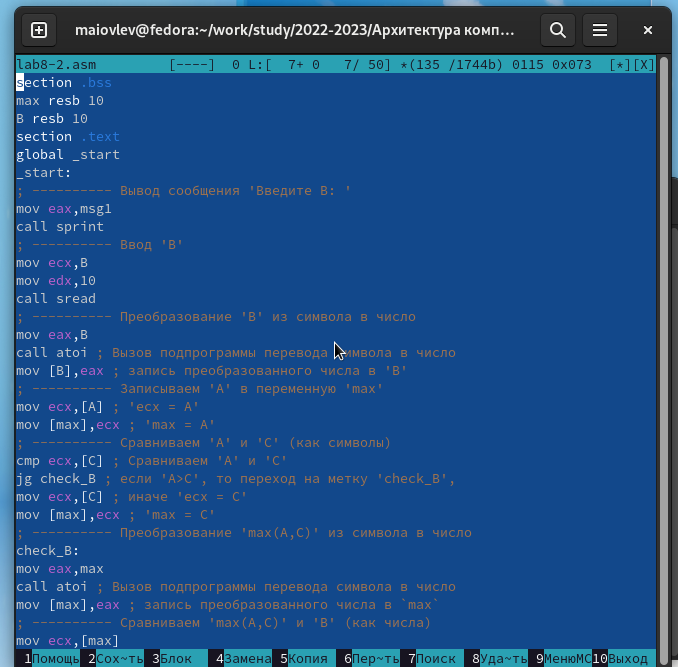 maiovlev@fedora:~/work/study/2022-2023/Архитектура комп...
lab8-2.asm [----] 0 L:[ 7+ 0 7/ 50] *(135 /1744b) 0115 0x073 [*][X]
section .bss
max resb 10
B resb 10
section .text
global _start
_start:
; ---------- Вывод сообщения 'Введите B: '
mov eax,msg1
call sprint
; ---------- Ввод 'B'
mov ecx,B
mov edx,10
call sread
; ---------- Преобразование 'B' из символа в число
mov eax,B
call atoi ; Вызов подпрограммы перевода символа в число
mov [B],eax ; запись преобразованного числа в 'B'
; ---------- Записываем 'A' в переменную 'max'
mov ecx,[A] ; 'ecx = A'
mov [max],ecx ; 'max = A'
; ---------- Сравниваем 'A' и 'С' (как символы)
cmp ecx,[C] ; Сравниваем 'A' и 'С'
jg check_B ; если 'A>C', то переход на метку 'check_B',
mov ecx,[C] ; иначе 'ecx = C'
mov [max],ecx ; 'max = C'
; ---------- Преобразование 'max(A,C)' из символа в число
check_B:
mov eax,max
call atoi ; Вызов подпрограммы перевода символа в число
mov [max],eax ; запись преобразованного числа в `max`
; ---------- Сравниваем 'max(A,C)' и 'B' (как числа)
mov ecx,[max]
1Помощь 2Сох~ть 3Блок 4Замена 5Копия 6Пер~ть 7Поиск 8Уда~ть 9МенюMC 10Выход